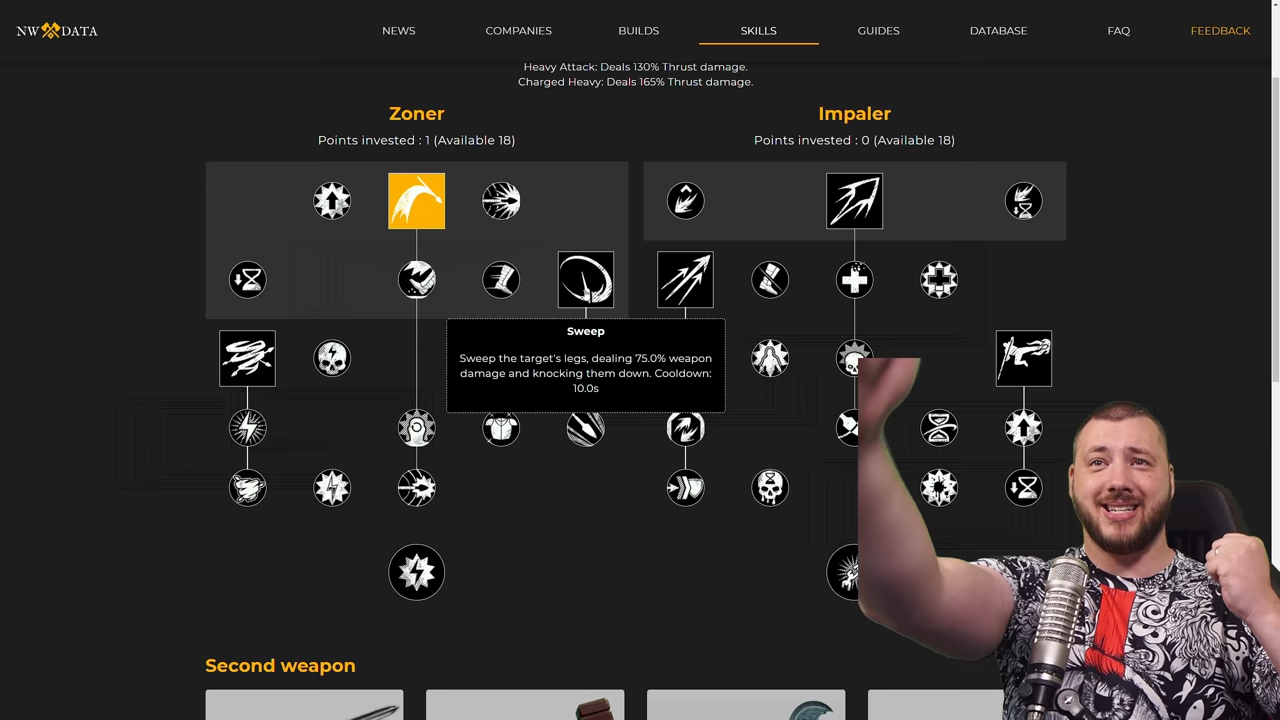 NW DATA
NEWS
COMPANIES
BUILDS
SKILLS
GUIDES
DATABASE
FAQ
FEEDBACK
Heavy Attack: Deals 130% Thrust damage.
Charged Heavy: Deals 165% Thrust damage.
Zoner
Points invested : 1 (Available 18)
Impaler
Points invested : 0 (Available 18)
Sweep
Sweep the target's legs, dealing 75.0% weapon
damage and knocking them down. Cooldown:
10.0s
Second weapon